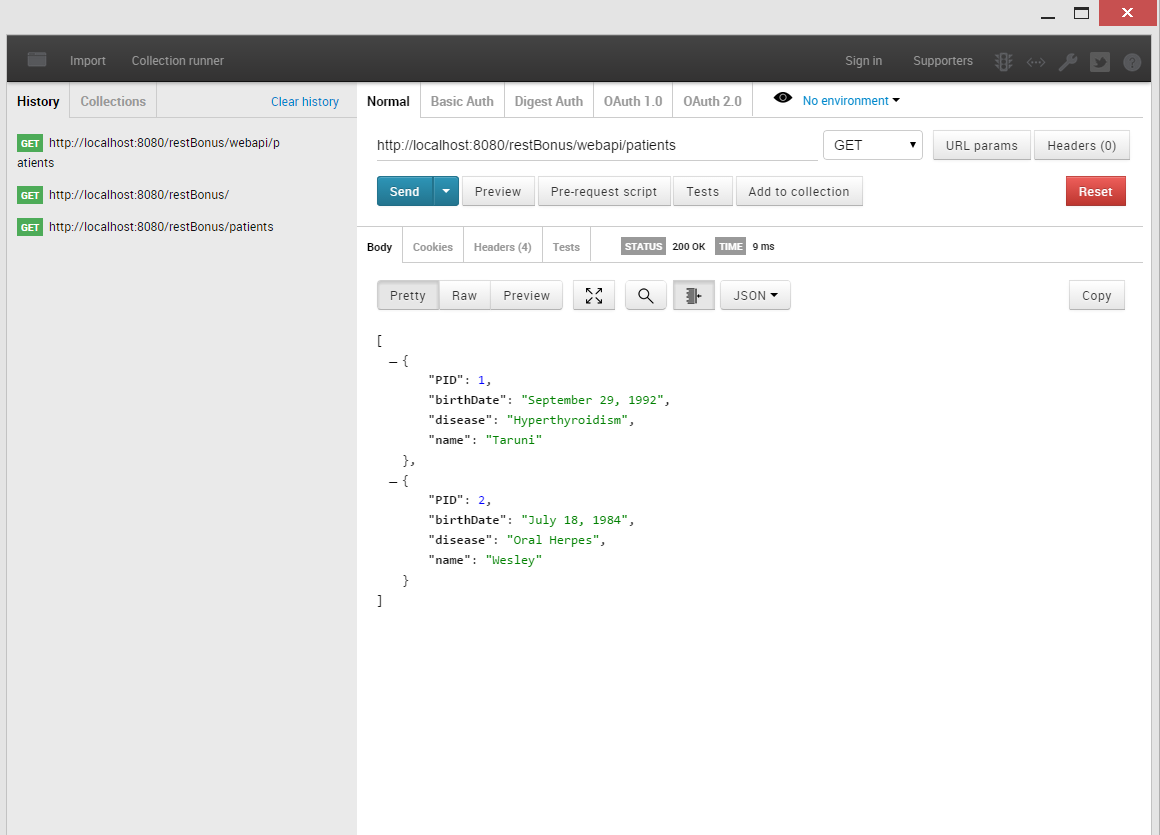 Import Collection runner Sign in Supporters
History Collections Clear history
Normal Basic Auth Digest Auth OAuth 1.0 OAuth 2.0 No environment
GET http://localhost:8080/restBonus/webapi/p
atients
GET http://localhost:8080/restBonus/
GET http://localhost:8080/restBonus/patients
http://localhost:8080/restBonus/webapi/patients GET URL params Headers (0)
Send Preview Pre-request script Tests Add to collection Reset
Body Cookies Headers (4) Tests STATUS 200 OK TIME 9 ms
Pretty Raw Preview JSON Copy
[
– {
"PID": 1,
"birthDate": "September 29, 1992",
"disease": "Hyperthyroidism",
"name": "Taruni"
},
– {
"PID": 2,
"birthDate": "July 18, 1984",
"disease": "Oral Herpes",
"name": "Wesley"
}
]